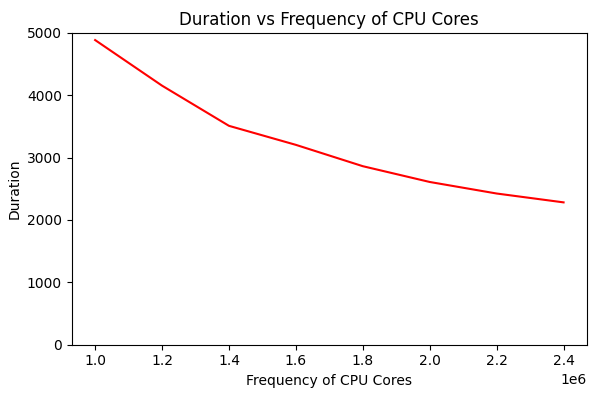 Duration vs Frequency of CPU Cores
5000
4000
3000
2000
1000
0
Duration
1.0 1.2 1.4 1.6 1.8 2.0 2.2 2.4
1e6
Frequency of CPU Cores